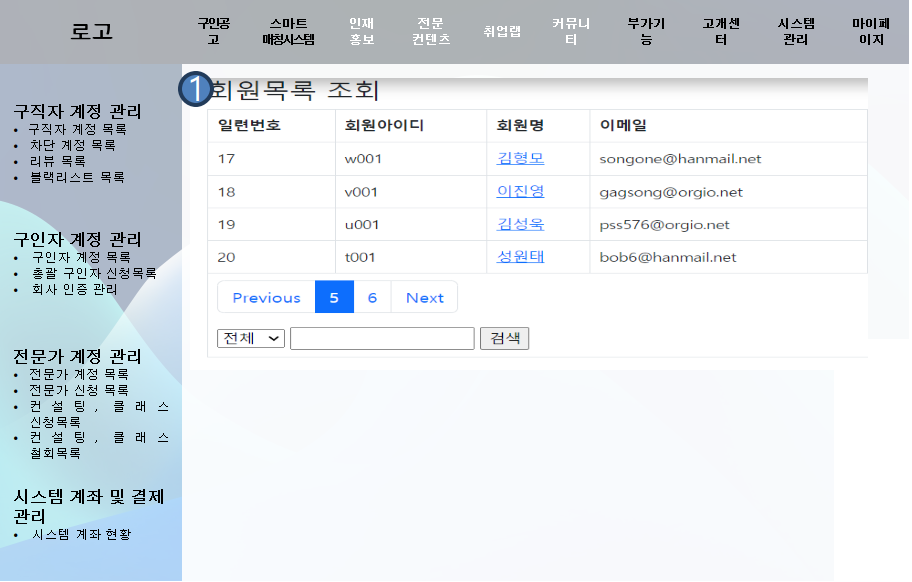 로고
구인공
고
스마트
매칭시스템
인재
홍보
전문
컨텐츠
취업랩
커뮤니
티
부가기
능
고개센
터
시스템
관리
마이페
이지
구직자 계정 관리
• 구직자 계정 목록
• 차단 계정 목록
• 리뷰 목록
• 블랙리스트 목록
구인자 계정 관리
• 구인자 계정 목록
• 총괄 구인자 신청목록
• 회사 인증 관리
전문가 계정 관리
• 전문가 계정 목록
• 전문가 신청 목록
• 컨설팅, 클래스
신청목록
• 컨설팅, 클래스
철회목록
시스템 계좌 및 결제
관리
• 시스템 계좌 현황
1 회원목록 조회
일련번호 회원아이디 회원명 이메일
17 w001 김형모 songone@hanmail.net
18 v001 이진영 gagsong@orgio.net
19 u001 김성욱 pss576@orgio.net
20 t001 성원태 bob6@hanmail.net
Previous 5 6 Next
전체 검색